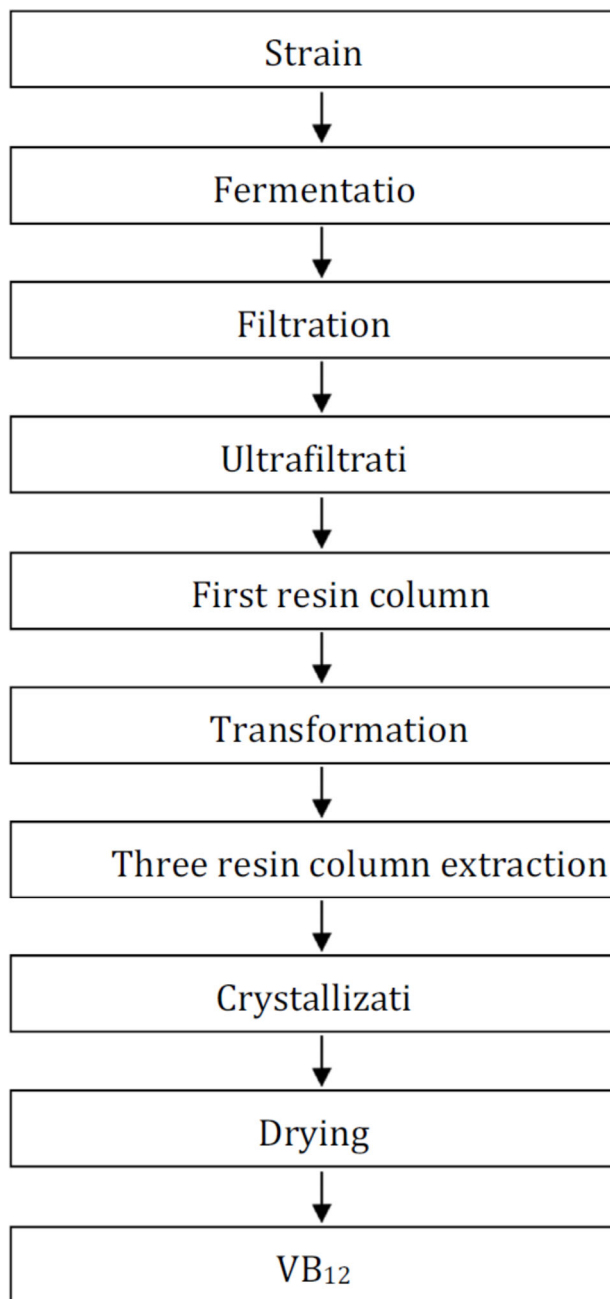 Strain
Fermentatio
Filtration
Ultrafiltrati
First resin column
Transformation
Three resin column extraction
Crystallizati
Drying
VB₁₂